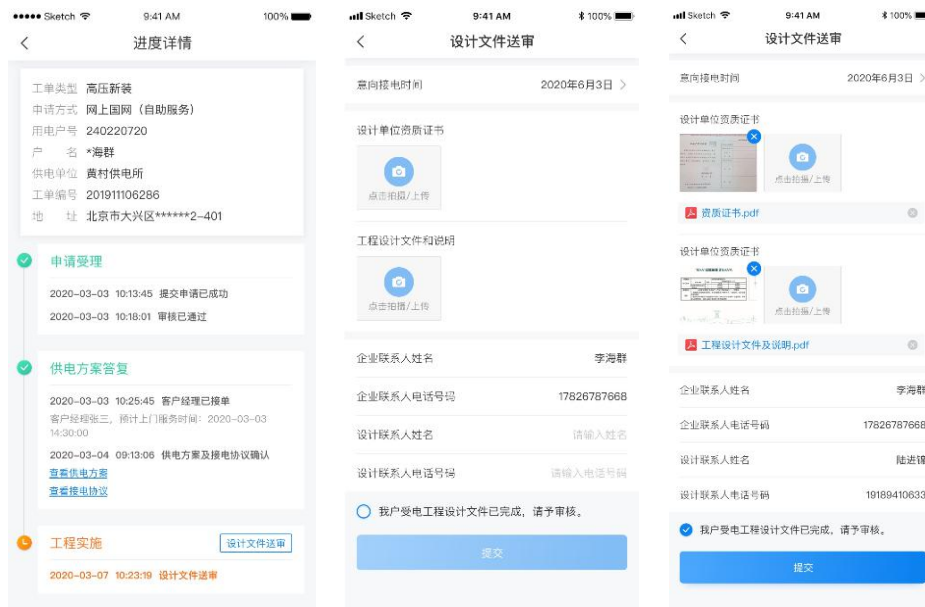 Sketch 9:41 AM 100%
进度详情
工单类型 高压新装
申请方式 网上国网（自助服务）
用电户号 240220720
户 名 *海群
供电单位 黄村供电所
工单编号 201911106286
地 址 北京市大兴区******2-401
申请受理
2020-03-03 10:13:45 提交申请已成功
2020-03-03 10:18:01 审核已通过
供电方案答复
2020-03-03 10:25:45 客户经理已接单
客户经理张三，预计上门服务时间：2020-03-03
14:30:00
2020-03-04 09:13:06 供电方案及接电协议确认
查看供电方案
查看接电协议
工程实施 设计文件送审
2020-03-07 10:23:19 设计文件送审
Sketch 9:41 AM 100%
设计文件送审
意向接电时间 2020年6月3日
设计单位资质证书
点击拍摄/上传
工程设计文件和说明
点击拍摄/上传
企业联系人姓名 李海群
企业联系人电话号码 17826787668
设计联系人姓名 请输入姓名
设计联系人电话号码 请输入电话号码
我户受电工程设计文件已完成，请予审核。
提交
Sketch 9:41 AM 100%
设计文件送审
意向接电时间 2020年6月3日
设计单位资质证书
点击拍摄/上传
资质证书.pdf
设计单位资质证书
点击拍摄/上传
工程设计文件及说明.pdf
企业联系人姓名 李海群
企业联系人电话号码 17826787668
设计联系人姓名 陆进锦
设计联系人电话号码 19189410633
我户受电工程设计文件已完成，请予审核。
提交